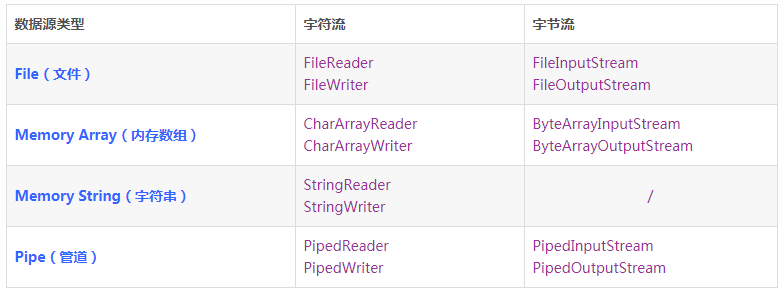 数据源类型 字符流 字节流
File（文件） FileReader FileInputStream
FileWriter FileOutputStream
Memory Array（内存数组） CharArrayReader ByteArrayInputStream
CharArrayWriter ByteArrayOutputStream
Memory String（字符串） StringReader /
StringWriter
Pipe（管道） PipedReader PipedInputStream
PipedWriter PipedOutputStream